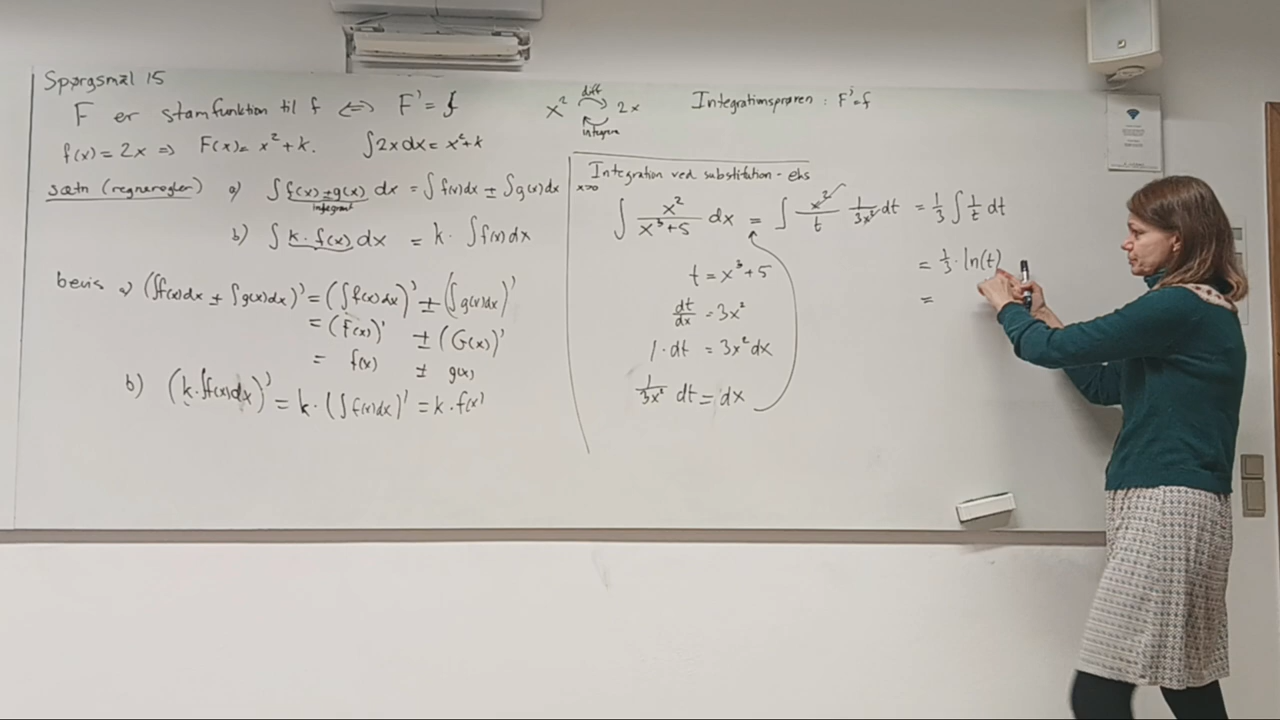 Spørgsmål 15
F er stamfunktion til f ⇔ F' = f
f(x) = 2x ⇒ F(x) = x² + k. ∫2xdx = x² + k
x² diff 2x
integrere
Integrationsprøven : F' = f
sætn (regneregler) a) ∫ f(x) ± g(x) dx = ∫ f(x)dx ± ∫ g(x)dx
integrant
b) ∫ k · f(x) dx = k · ∫ f(x)dx
bevis a) (∫f(x)dx ± ∫g(x)dx)' = (∫f(x)dx)' ± (∫g(x)dx)'
= (F(x))' ± (G(x))'
= f(x) ± g(x)
b) (k·∫f(x)dx)' = k · (∫f(x)dx)' = k · f(x)
Integration ved substitution - eks
x>0
∫ x²/(x³+5) dx = ∫ x²/t 1/(3x²) dt = 1/3 ∫ 1/t dt
= 1/3 · ln(t)
=
t = x³ + 5
dt/dx = 3x²
1 · dt = 3x² dx
1/(3x²) dt = dx